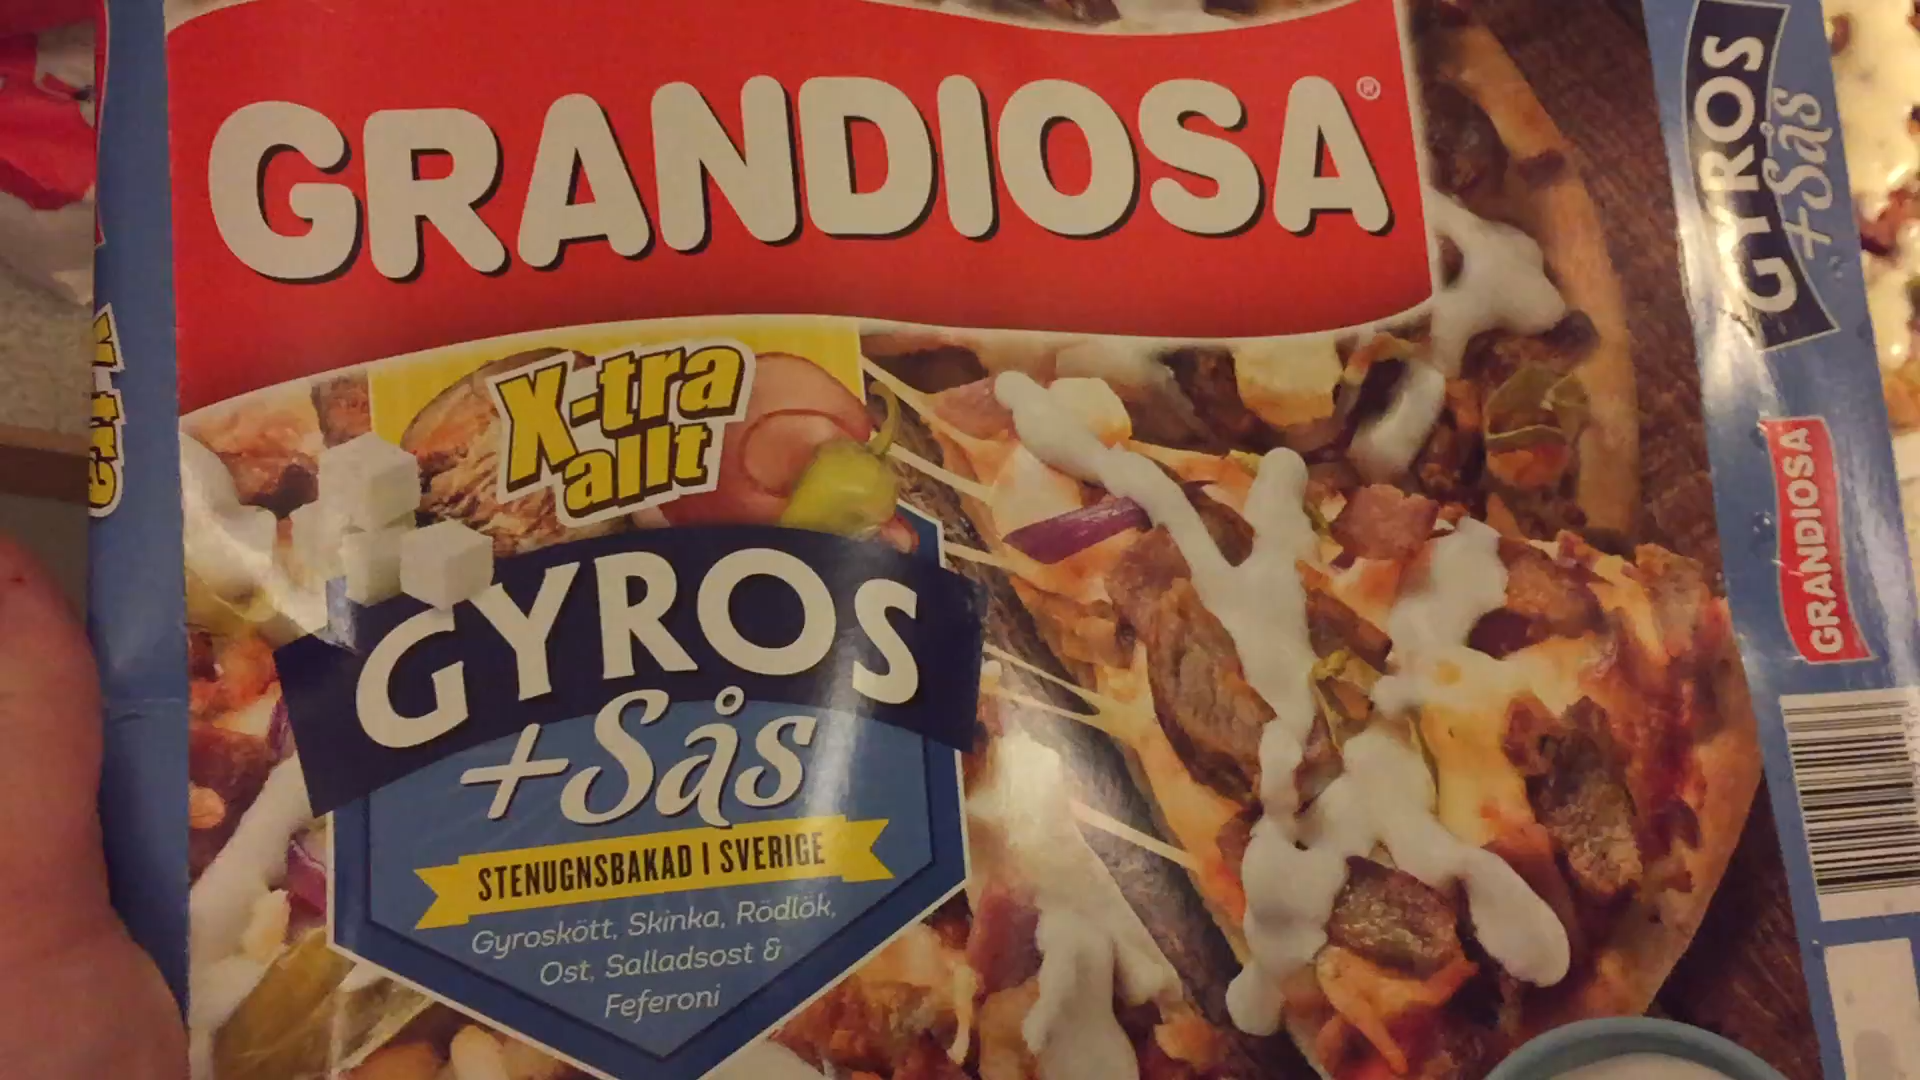 GRANDIOSA®
X-tra
allt
GYROS
+Sås
STENUGNSBAKAD I SVERIGE
Gyroskött, Skinka, Rödlök,
Ost, Salladsost &
Feferoni
GYROS
+Sås
GRANDIOSA